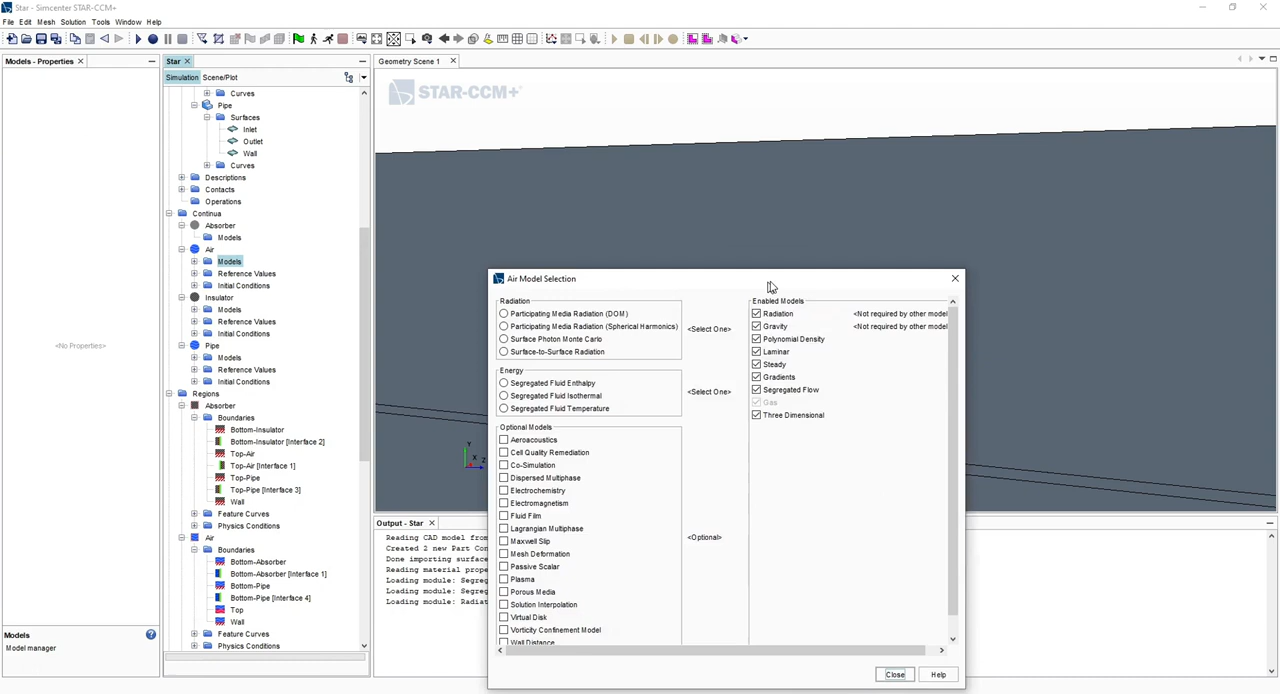 Star - Simcenter STAR-CCM+
File Edit Mesh Solution Tools Window Help
Models - Properties
<No Properties>
Models
Model manager
Star
Simulation Scene/Plot
Curves
Pipe
Surfaces
Inlet
Outlet
Wall
Curves
Descriptions
Contacts
Operations
Continua
Absorber
Models
Air
Models
Reference Values
Initial Conditions
Insulator
Models
Reference Values
Initial Conditions
Pipe
Models
Reference Values
Initial Conditions
Regions
Absorber
Boundaries
Bottom-Insulator
Bottom-Insulator [Interface 2]
Top-Air
Top-Air [Interface 1]
Top-Pipe
Top-Pipe [Interface 3]
Wall
Feature Curves
Physics Conditions
Air
Boundaries
Bottom-Absorber
Bottom-Absorber [Interface 1]
Bottom-Pipe
Bottom-Pipe [Interface 4]
Top
Wall
Feature Curves
Physics Conditions
Geometry Scene 1
STAR-CCM+
Y
X
Z
Air Model Selection
Radiation
Participating Media Radiation (DOM)
Participating Media Radiation (Spherical Harmonics)
Surface Photon Monte Carlo
Surface-to-Surface Radiation
<Select One>
Energy
Segregated Fluid Enthalpy
Segregated Fluid Isothermal
Segregated Fluid Temperature
<Select One>
Optional Models
Aeroacoustics
Cell Quality Remediation
Co-Simulation
Dispersed Multiphase
Electrochemistry
Electromagnetism
Fluid Film
Lagrangian Multiphase
Maxwell Slip
Mesh Deformation
Passive Scalar
Plasma
Porous Media
Solution Interpolation
Virtual Disk
Vorticity Confinement Model
Wall Distance
<Optional>
Enabled Models
Radiation <Not required by other model
Gravity <Not required by other model
Polynomial Density
Laminar
Steady
Gradients
Segregated Flow
Gas
Three Dimensional
Close Help
Output - Star
Reading CAD model from
Created 2 new Part Con
Done importing surface
Reading material prope
Loading module: Segreg
Loading module: Segreg
Loading module: Radiat